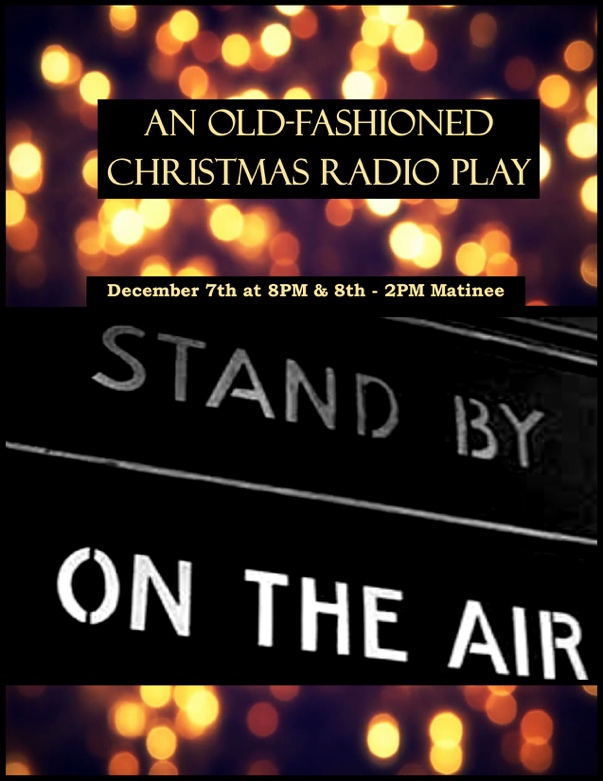 AN OLD-FASHIONED
CHRISTMAS RADIO PLAY
December 7th at 8PM & 8th - 2PM Matinee
STAND BY
ON THE AIR